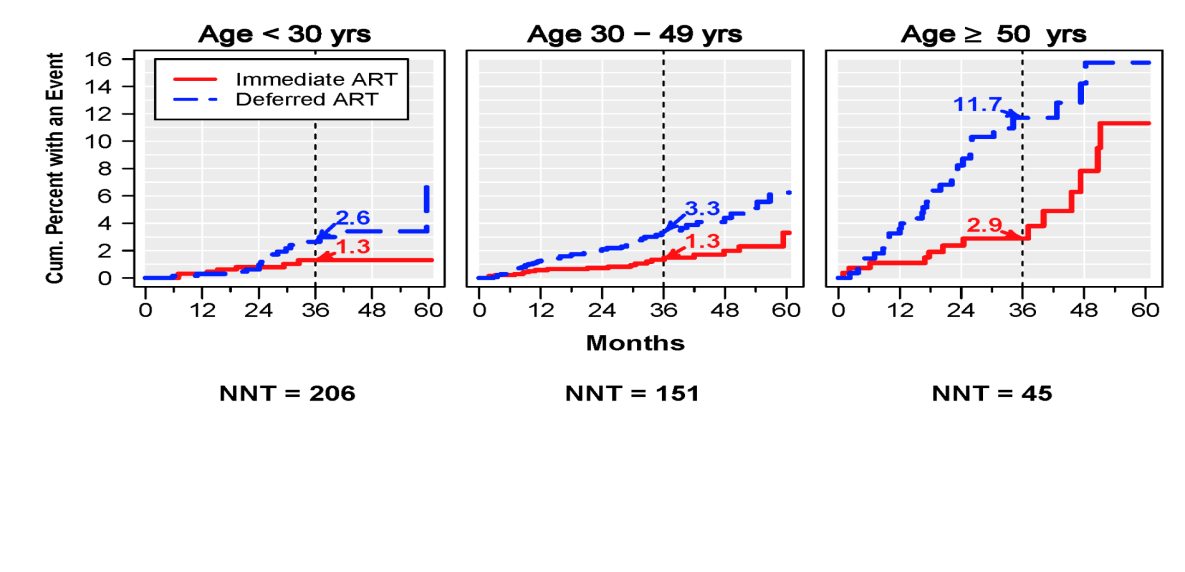 Age < 30 yrs
Age 30 – 49 yrs
Age ≥ 50 yrs
Cum. Percent with an Event
16
14
12
10
8
6
4
2
0
Immediate ART
Deferred ART
2.6
1.3
3.3
1.3
11.7
2.9
0 12 24 36 48 60
0 12 24 36 48 60
0 12 24 36 48 60
Months
NNT = 206
NNT = 151
NNT = 45